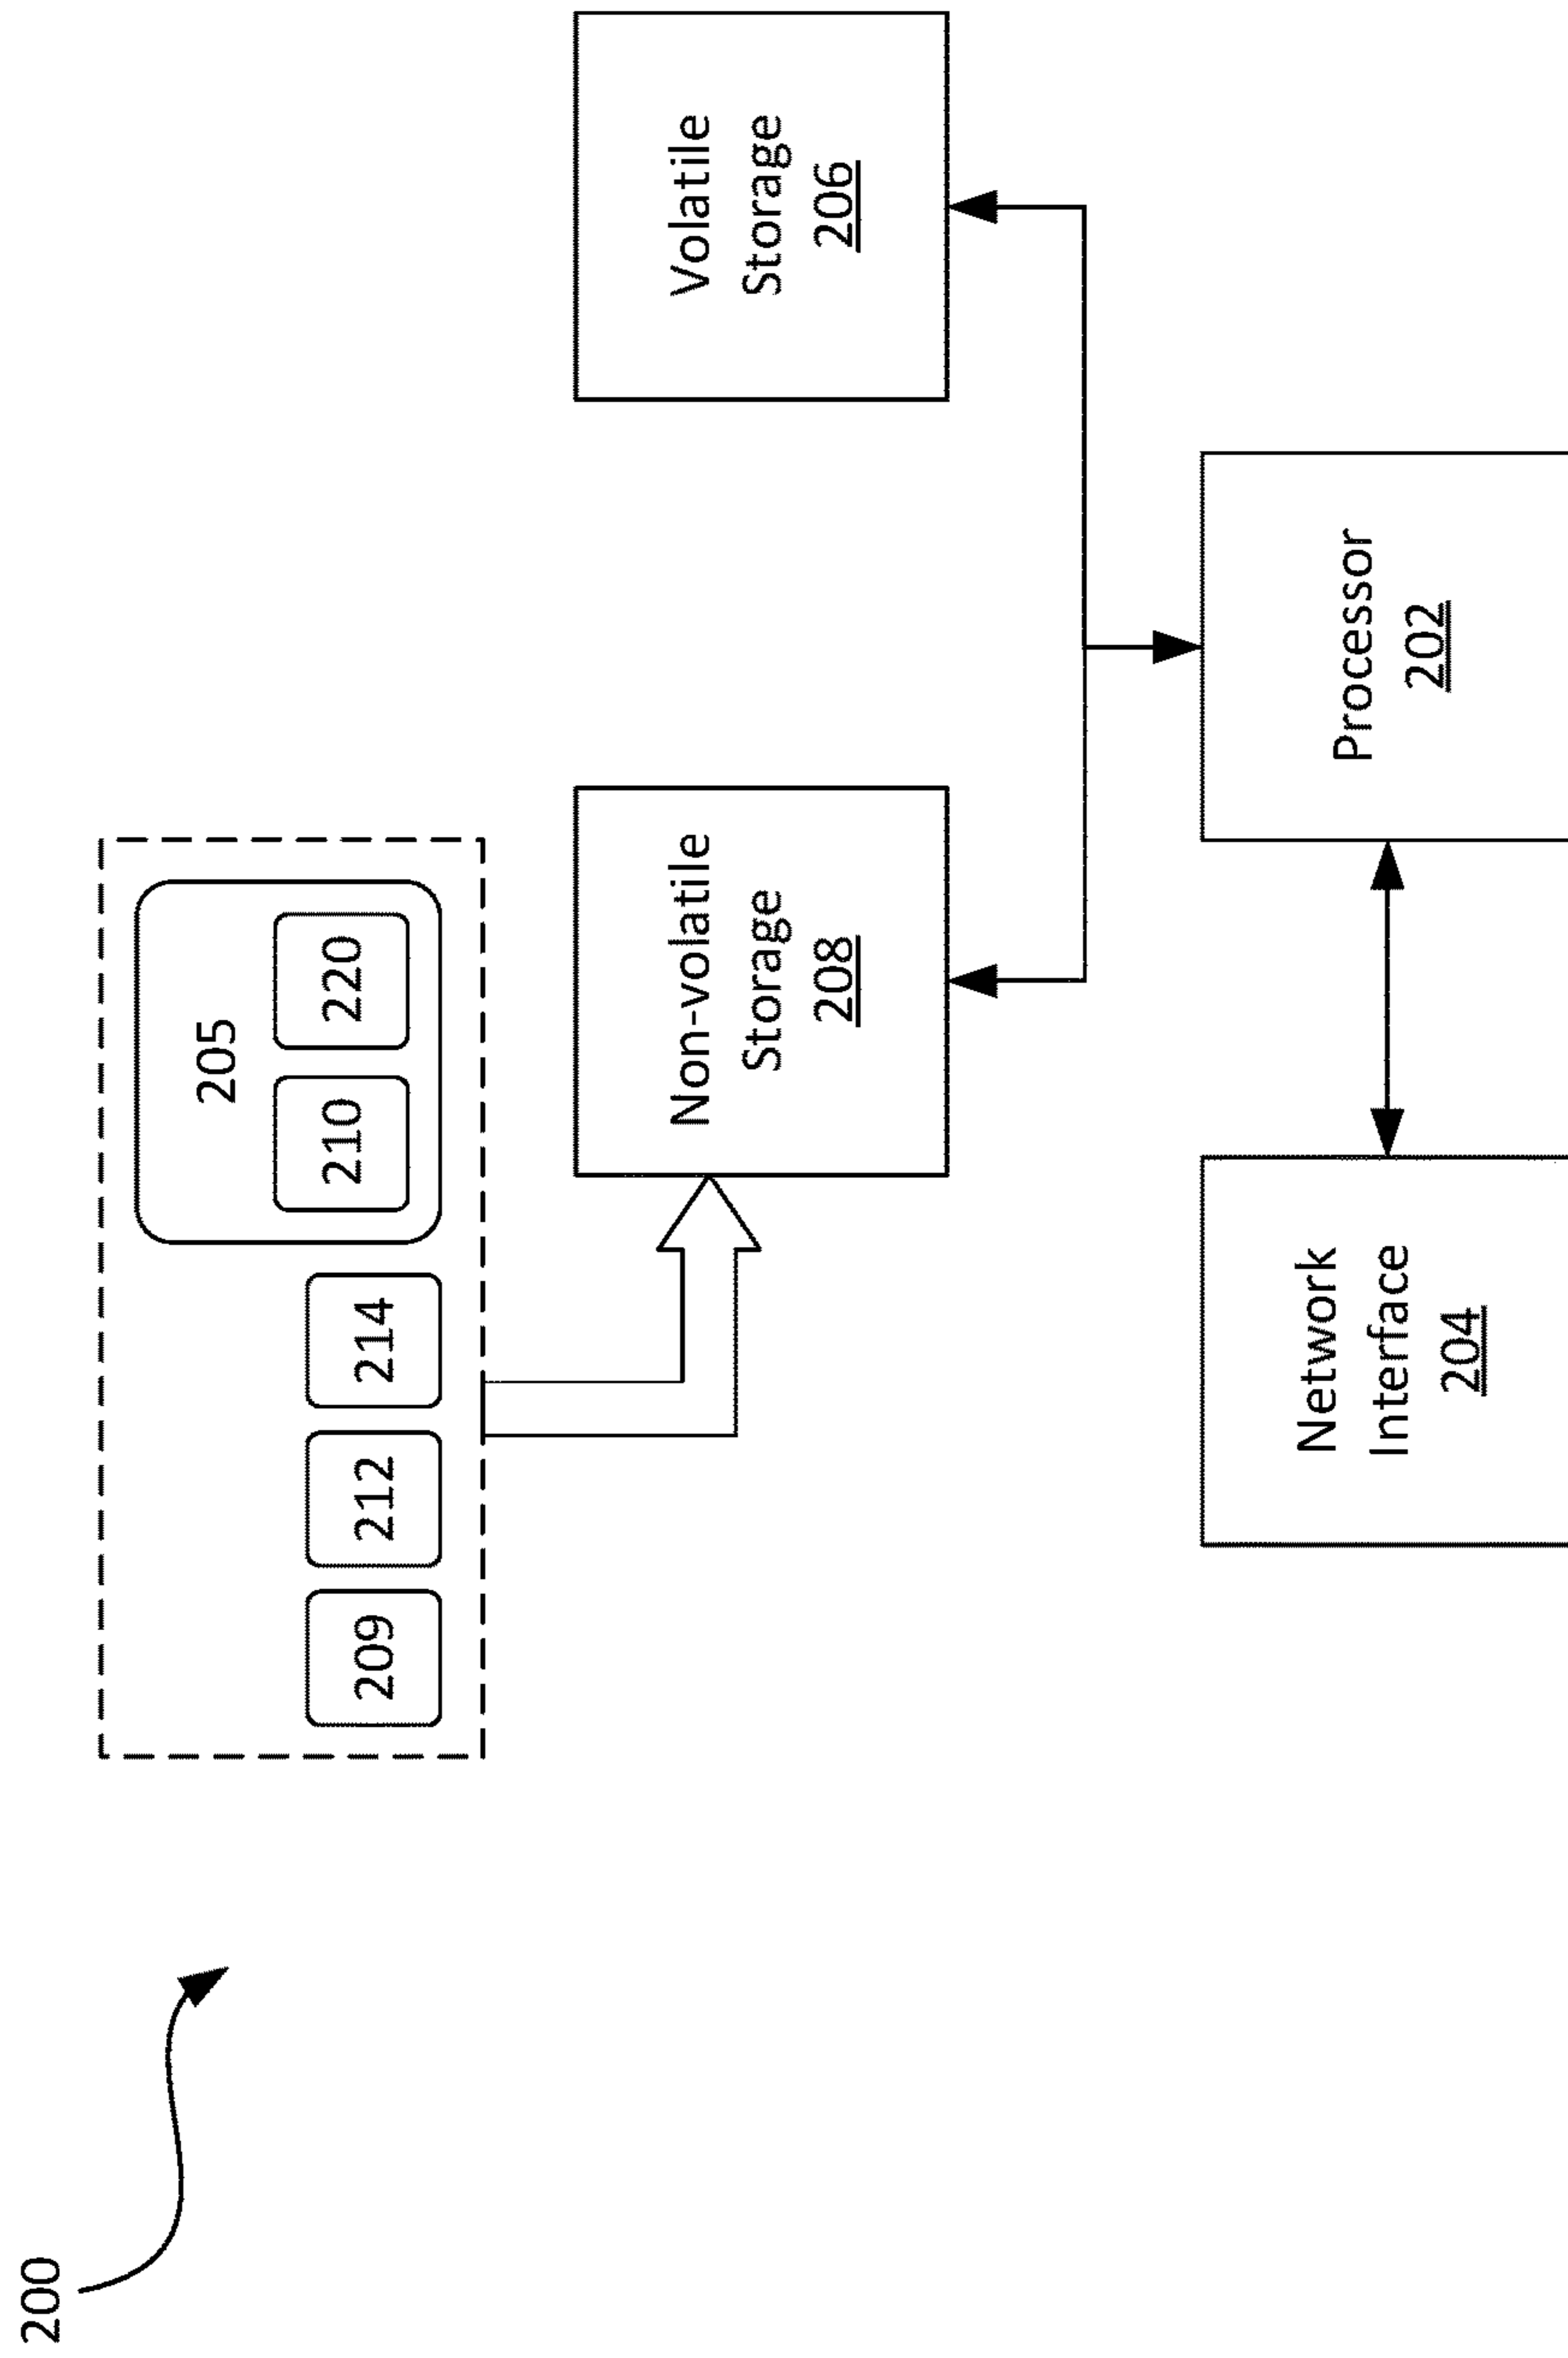 200
205
209
212
214
210
220
Non-volatile
Storage
208
Volatile
Storage
206
Network
Interface
204
Processor
202